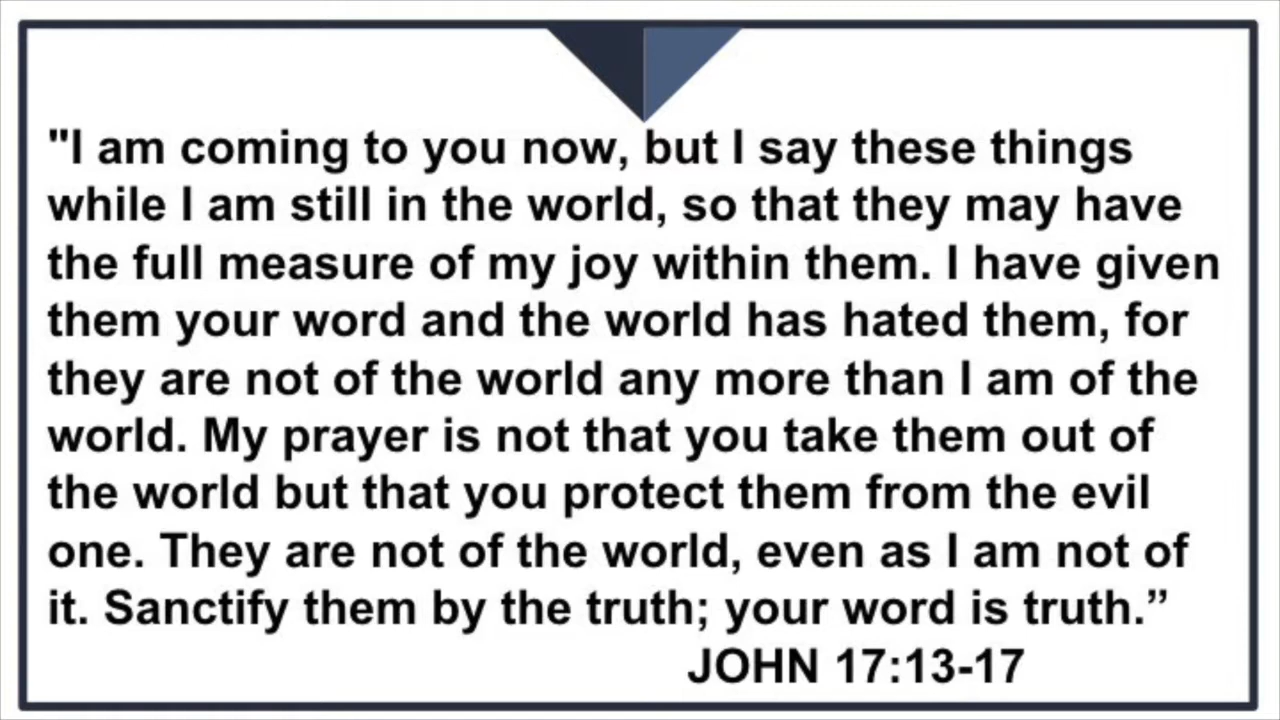 "I am coming to you now, but I say these things
while I am still in the world, so that they may have
the full measure of my joy within them. I have given
them your word and the world has hated them, for
they are not of the world any more than I am of the
world. My prayer is not that you take them out of
the world but that you protect them from the evil
one. They are not of the world, even as I am not of
it. Sanctify them by the truth; your word is truth.”
JOHN 17:13-17